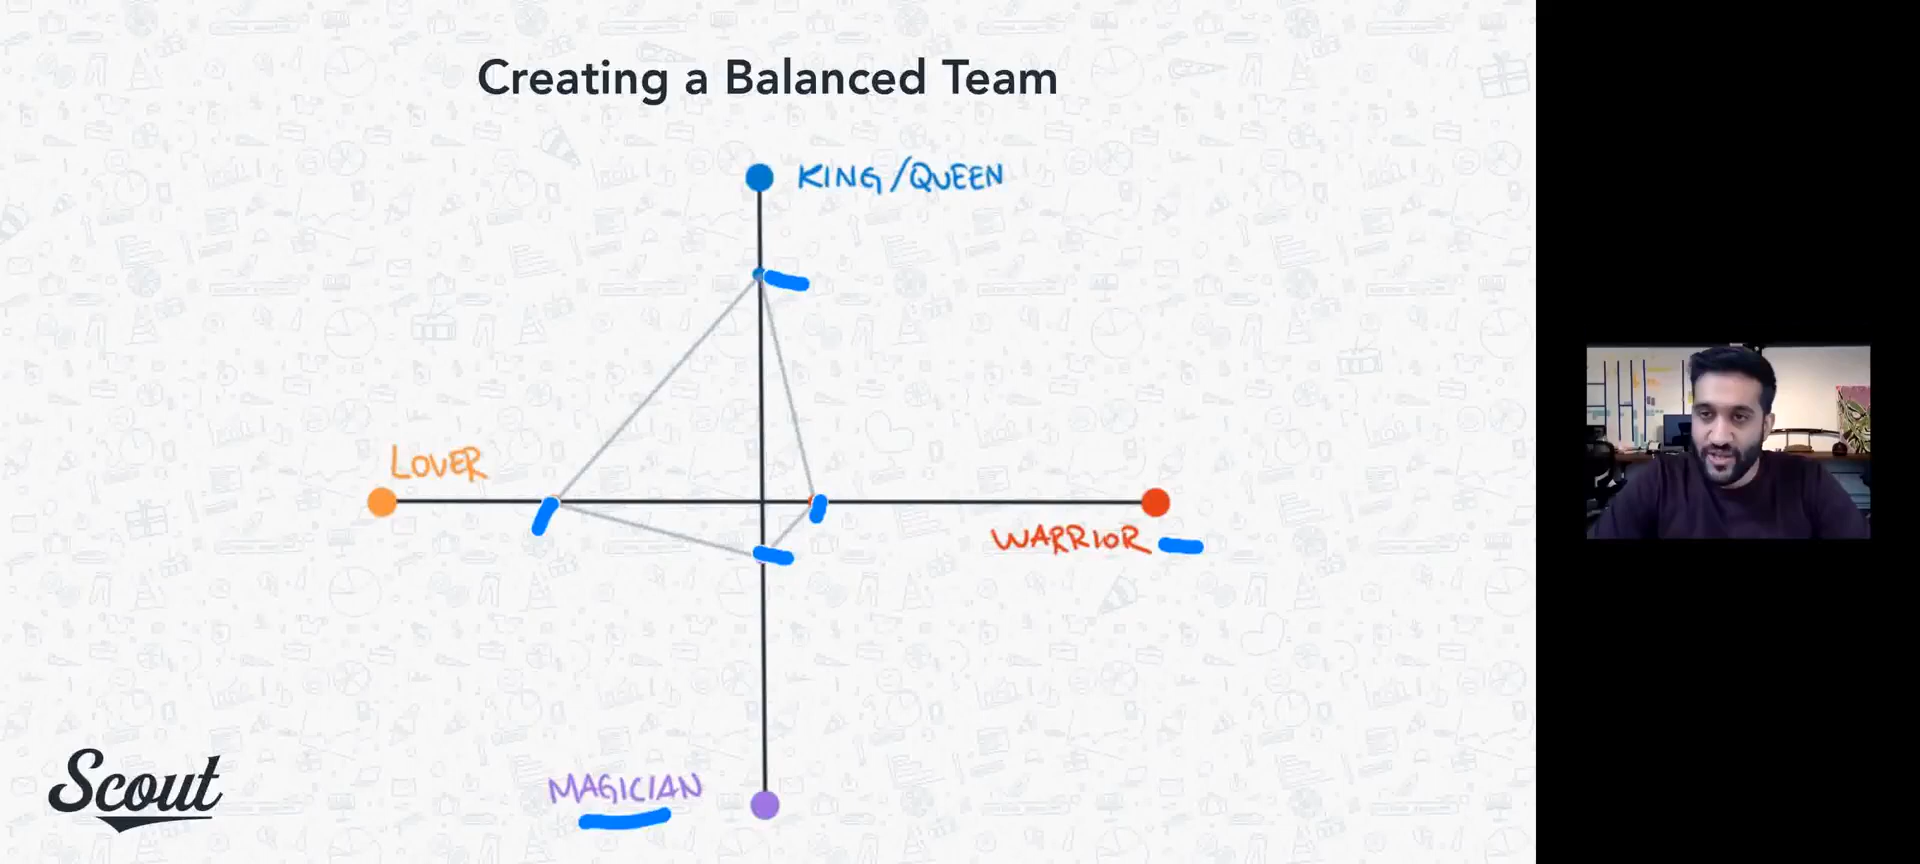 Creating a Balanced Team
KING/QUEEN
LOVER
WARRIOR
MAGICIAN
Scout